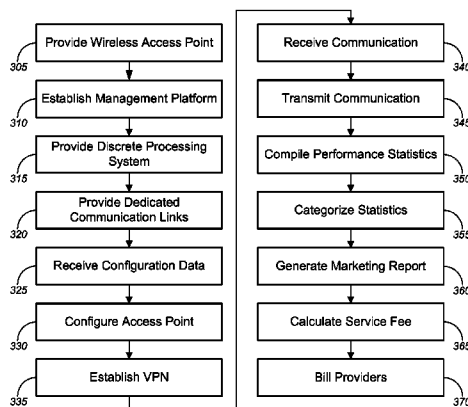 Provide Wireless Access Point
305
Establish Management Platform
310
Provide Discrete Processing
System
315
Provide Dedicated
Communication Links
320
Receive Configuration Data
325
Configure Access Point
330
Establish VPN
335
Receive Communication
340
Transmit Communication
345
Compile Performance Statistics
350
Categorize Statistics
355
Generate Marketing Report
360
Calculate Service Fee
365
Bill Providers
370